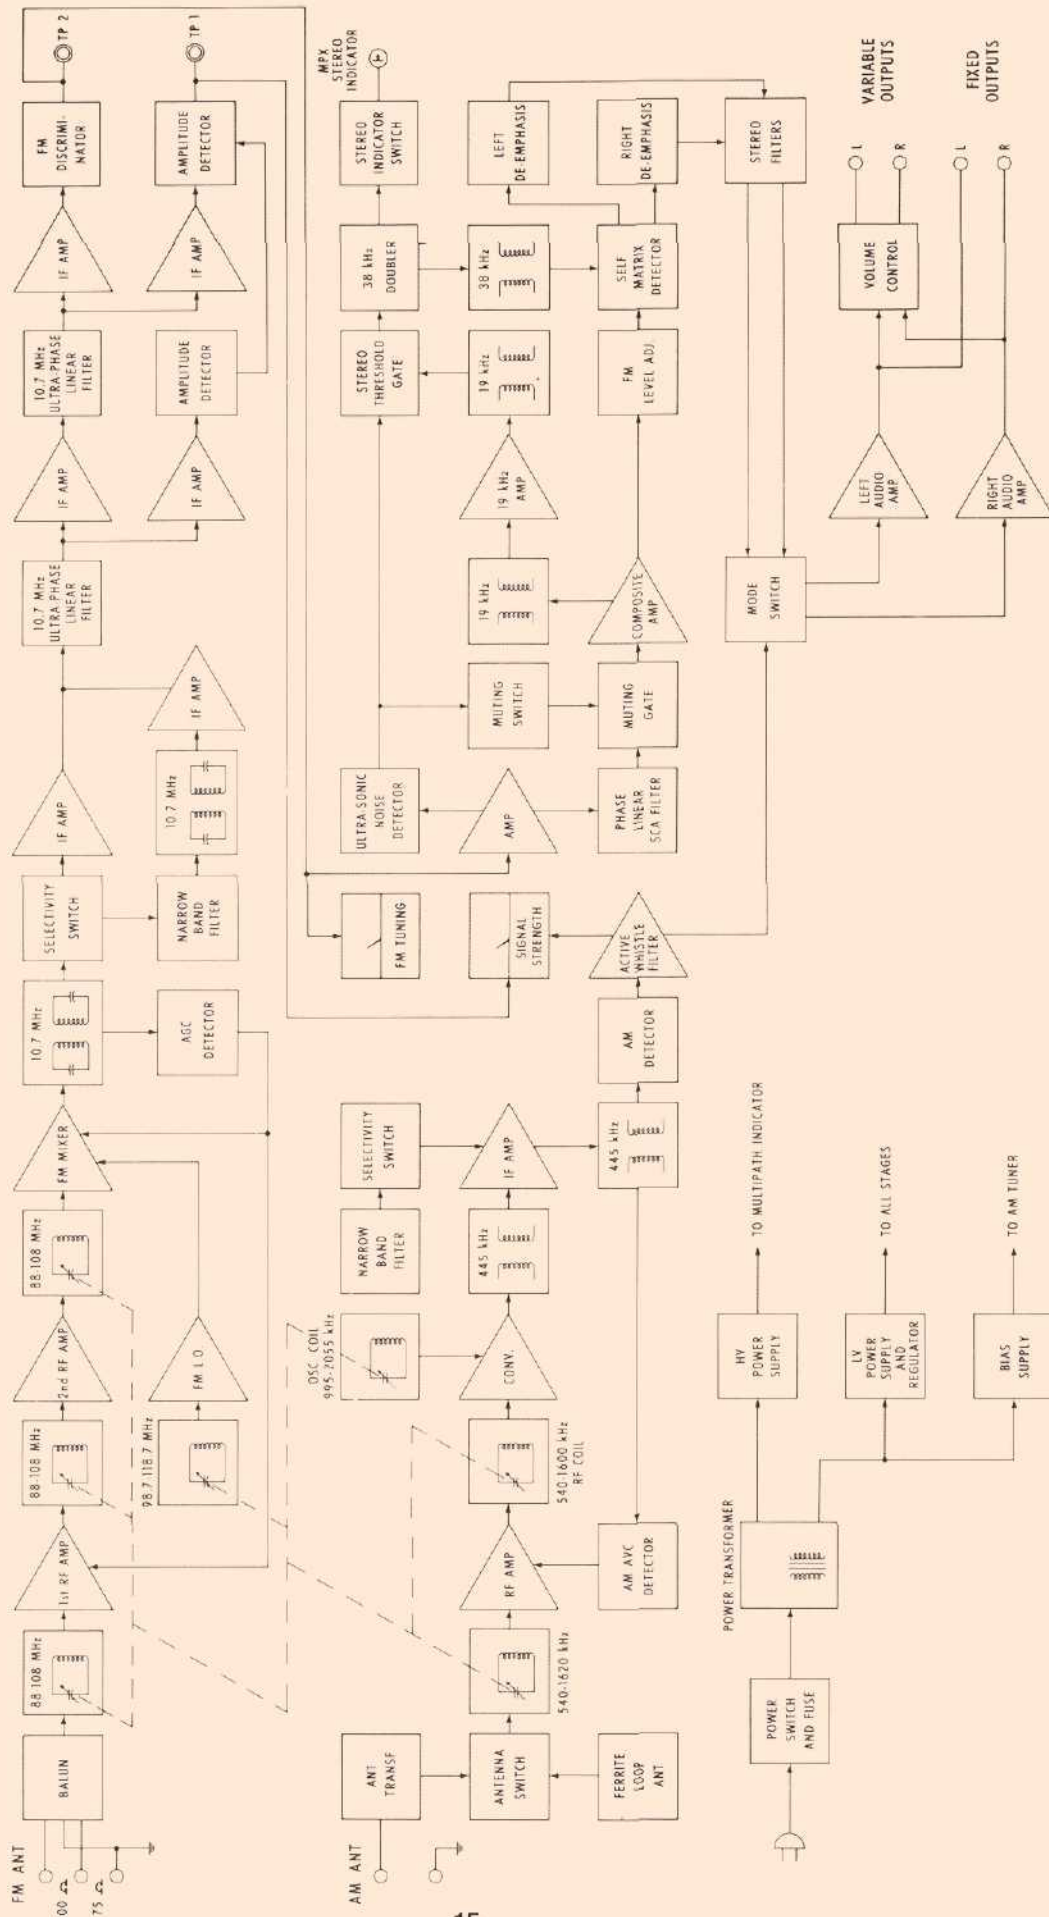 FM ANT
00 Ω
75 Ω
BALUN
88-108 MHz
1st RF AMP
88-108 MHz
2nd RF AMP
88-108 MHz
FM MIXER
10.7 MHz
SELECTIVITY
SWITCH
IF AMP
10.7 MHz
ULTRA-PHASE
LINEAR
FILTER
IF AMP
10.7 MHz
ULTRA-PHASE
LINEAR
FILTER
IF AMP
FM
DISCRIMI-
NATOR
TP 2
98.7-118.7 MHz
FM LO
AGC
DETECTOR
NARROW
BAND
FILTER
10.7 MHz
IF AMP
IF AMP
AMPLITUDE
DETECTOR
IF AMP
AMPLITUDE
DETECTOR
TP 1
AM ANT
ANT
TRANSF
ANTENNA
SWITCH
FERRITE
LOOP
ANT
540-1620 kHz
RF AMP
AM AVC
DETECTOR
540-1600 kHz
RF COIL
OSC COIL
995-2055 kHz
CONV.
445 kHz
NARROW
BAND
FILTER
SELECTIVITY
SWITCH
IF AMP
445 kHz
AM
DETECTOR
ACTIVE
WHISTLE
FILTER
FM TUNING
SIGNAL
STRENGTH
ULTRA-SONIC
NOISE
DETECTOR
AMP
PHASE
LINEAR
SCA FILTER
MUTING
SWITCH
MUTING
GATE
19 kHz
COMPOSITE
AMP
19 kHz
AMP
19 kHz
STEREO
THRESHOLD
GATE
FM
LEVEL ADJ.
38 kHz
DOUBLER
38 kHz
SELF
MATRIX
DETECTOR
STEREO
INDICATOR
SWITCH
MPX
STEREO
INDICATOR
LEFT
DE-EMPHASIS
RIGHT
DE-EMPHASIS
STEREO
FILTERS
MODE
SWITCH
LEFT
AUDIO
AMP
RIGHT
AUDIO
AMP
VOLUME
CONTROL
L
R
VARIABLE
OUTPUTS
L
R
FIXED
OUTPUTS
POWER
SWITCH
AND FUSE
POWER TRANSFORMER
HV
POWER
SUPPLY
TO MULTIPATH INDICATOR
LV
POWER
SUPPLY
AND
REGULATOR
TO ALL STAGES
BIAS
SUPPLY
TO AM TUNER